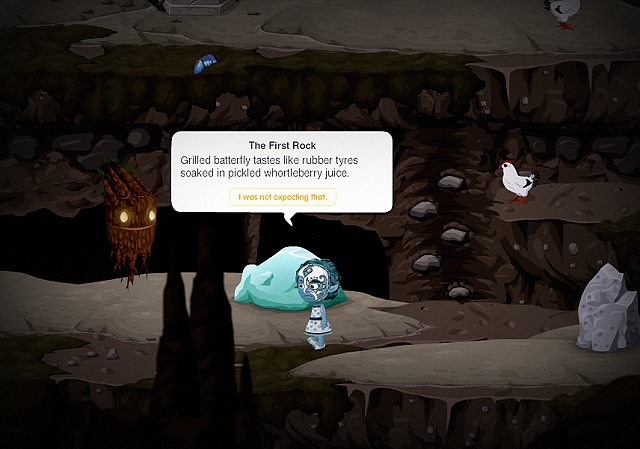 The First Rock
Grilled batterfly tastes like rubber tyres
soaked in pickled whortleberry juice.
I was not expecting that.